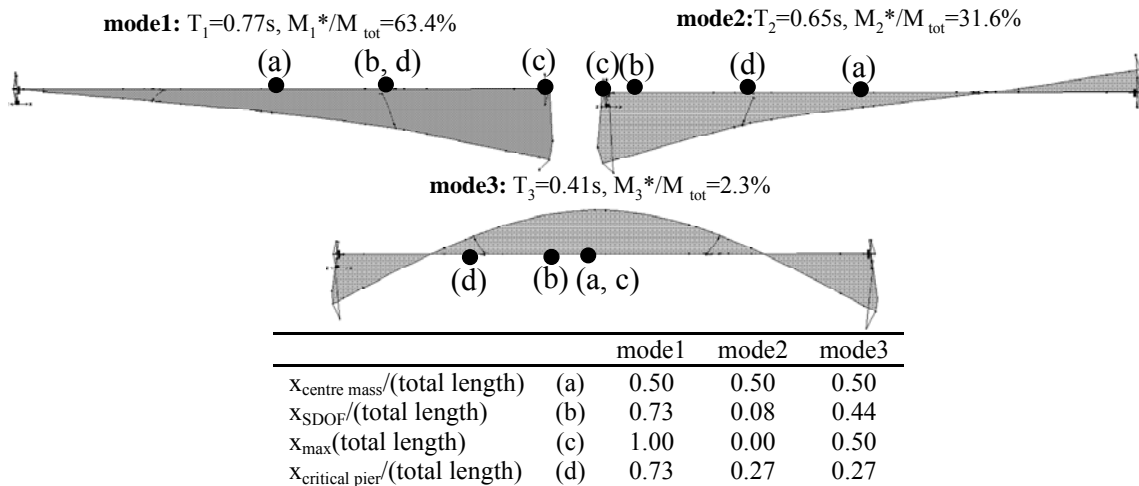 mode1: T1=0.77s, M1*/M tot=63.4%
mode2:T2=0.65s, M2*/M tot=31.6%
(a) (b, d) (c)
(c) (b) (d) (a)
mode3: T3=0.41s, M3*/M tot=2.3%
(d) (b) (a, c)
mode1 mode2 mode3
xcentre mass/(total length) (a) 0.50 0.50 0.50
xSDOF/(total length) (b) 0.73 0.08 0.44
xmax(total length) (c) 1.00 0.00 0.50
xcritical pier/(total length) (d) 0.73 0.27 0.27